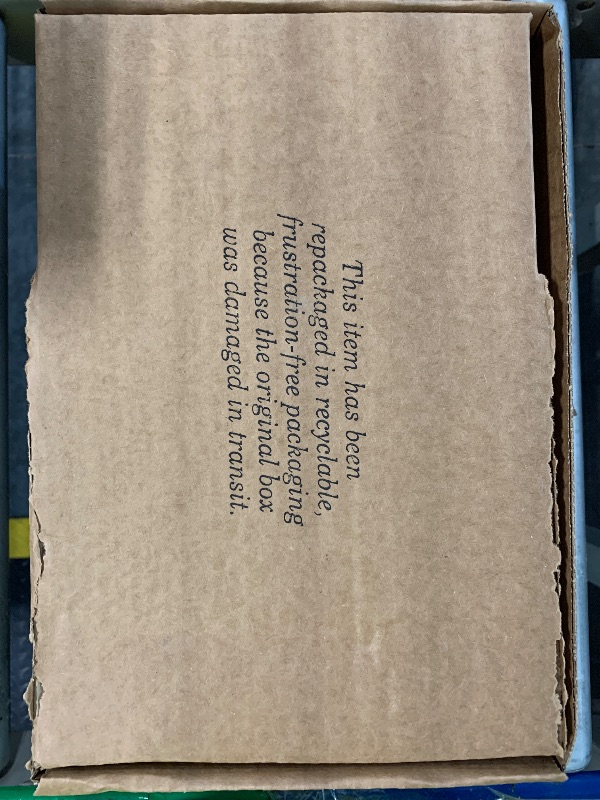 This item has been
repackaged in recyclable,
frustration-free packaging
because the original box
was damaged in transit.